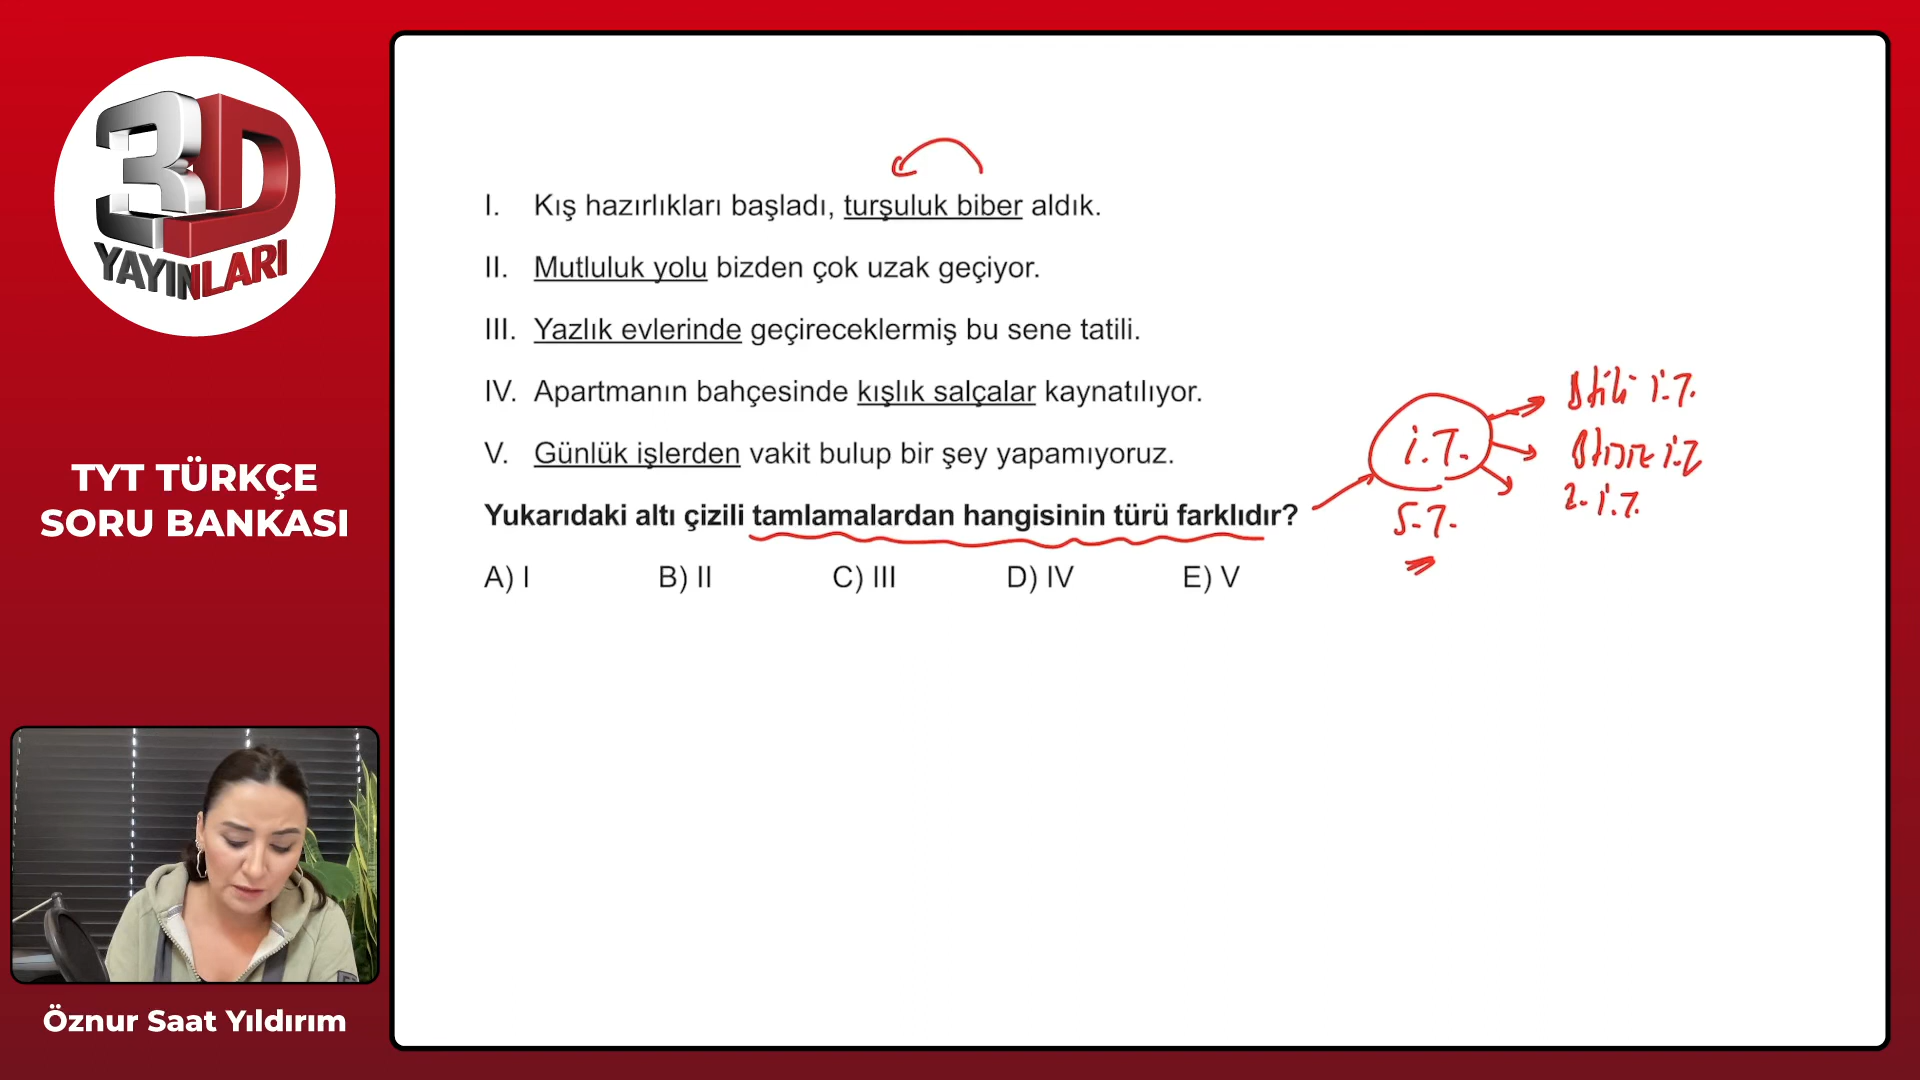 3D
YAYINLARI
TYT TÜRKÇE
SORU BANKASI
Öznur Saat Yıldırım
I. Kış hazırlıkları başladı, turşuluk biber aldık.
II. Mutluluk yolu bizden çok uzak geçiyor.
III. Yazlık evlerinde geçireceklermiş bu sene tatili.
IV. Apartmanın bahçesinde kışlık salçalar kaynatılıyor.
V. Günlük işlerden vakit bulup bir şey yapamıyoruz.
Yukarıdaki altı çizili tamlamalardan hangisinin türü farklıdır?
A) I B) II C) III D) IV E) V
i.T.
S.T.
i.T.
i.T
Z. i.T.